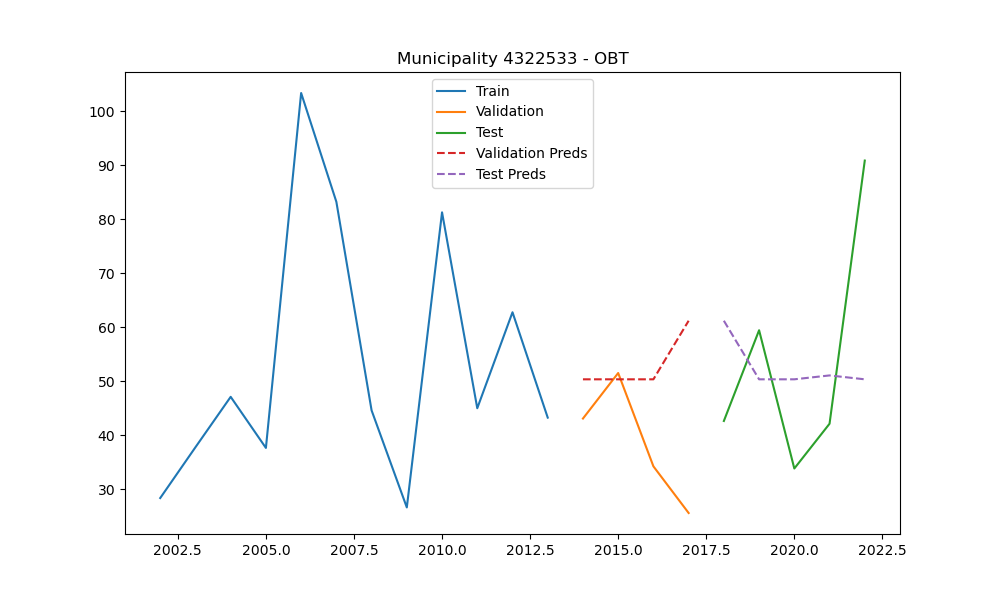 Municipality 4322533 - OBT
Train
Validation
Test
Validation Preds
Test Preds
100
90
80
70
60
50
40
30
2002.5 2005.0 2007.5 2010.0 2012.5 2015.0 2017.5 2020.0 2022.5